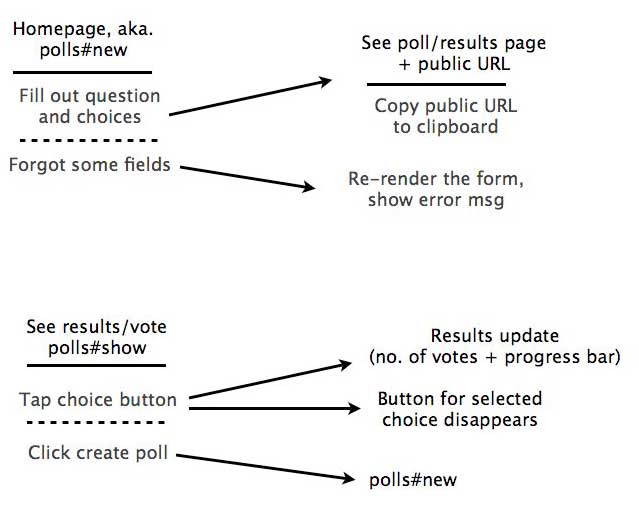 Homepage, aka.
polls#new
Fill out question
and choices
Forgot some fields
See poll/results page
+ public URL
Copy public URL
to clipboard
Re-render the form,
show error msg
See results/vote
polls#show
Tap choice button
Click create poll
Results update
(no. of votes + progress bar)
Button for selected
choice disappears
polls#new